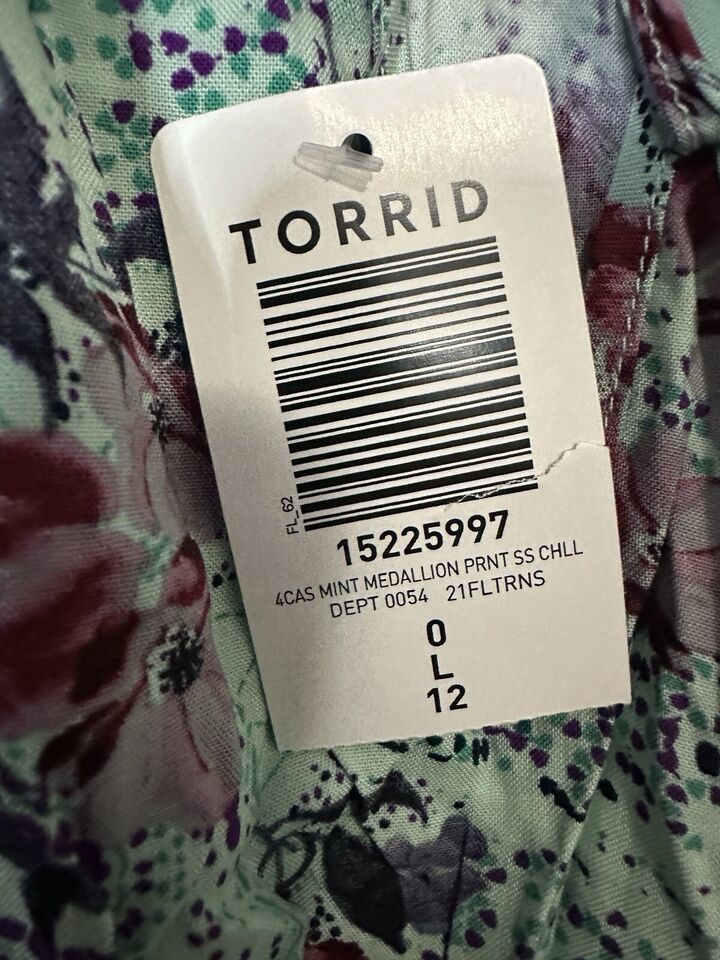 TORRID
FL_62
15225997
4CAS MINT MEDALLION PRNT SS CHLL
DEPT 0054 21FLTRNS
0
L
12